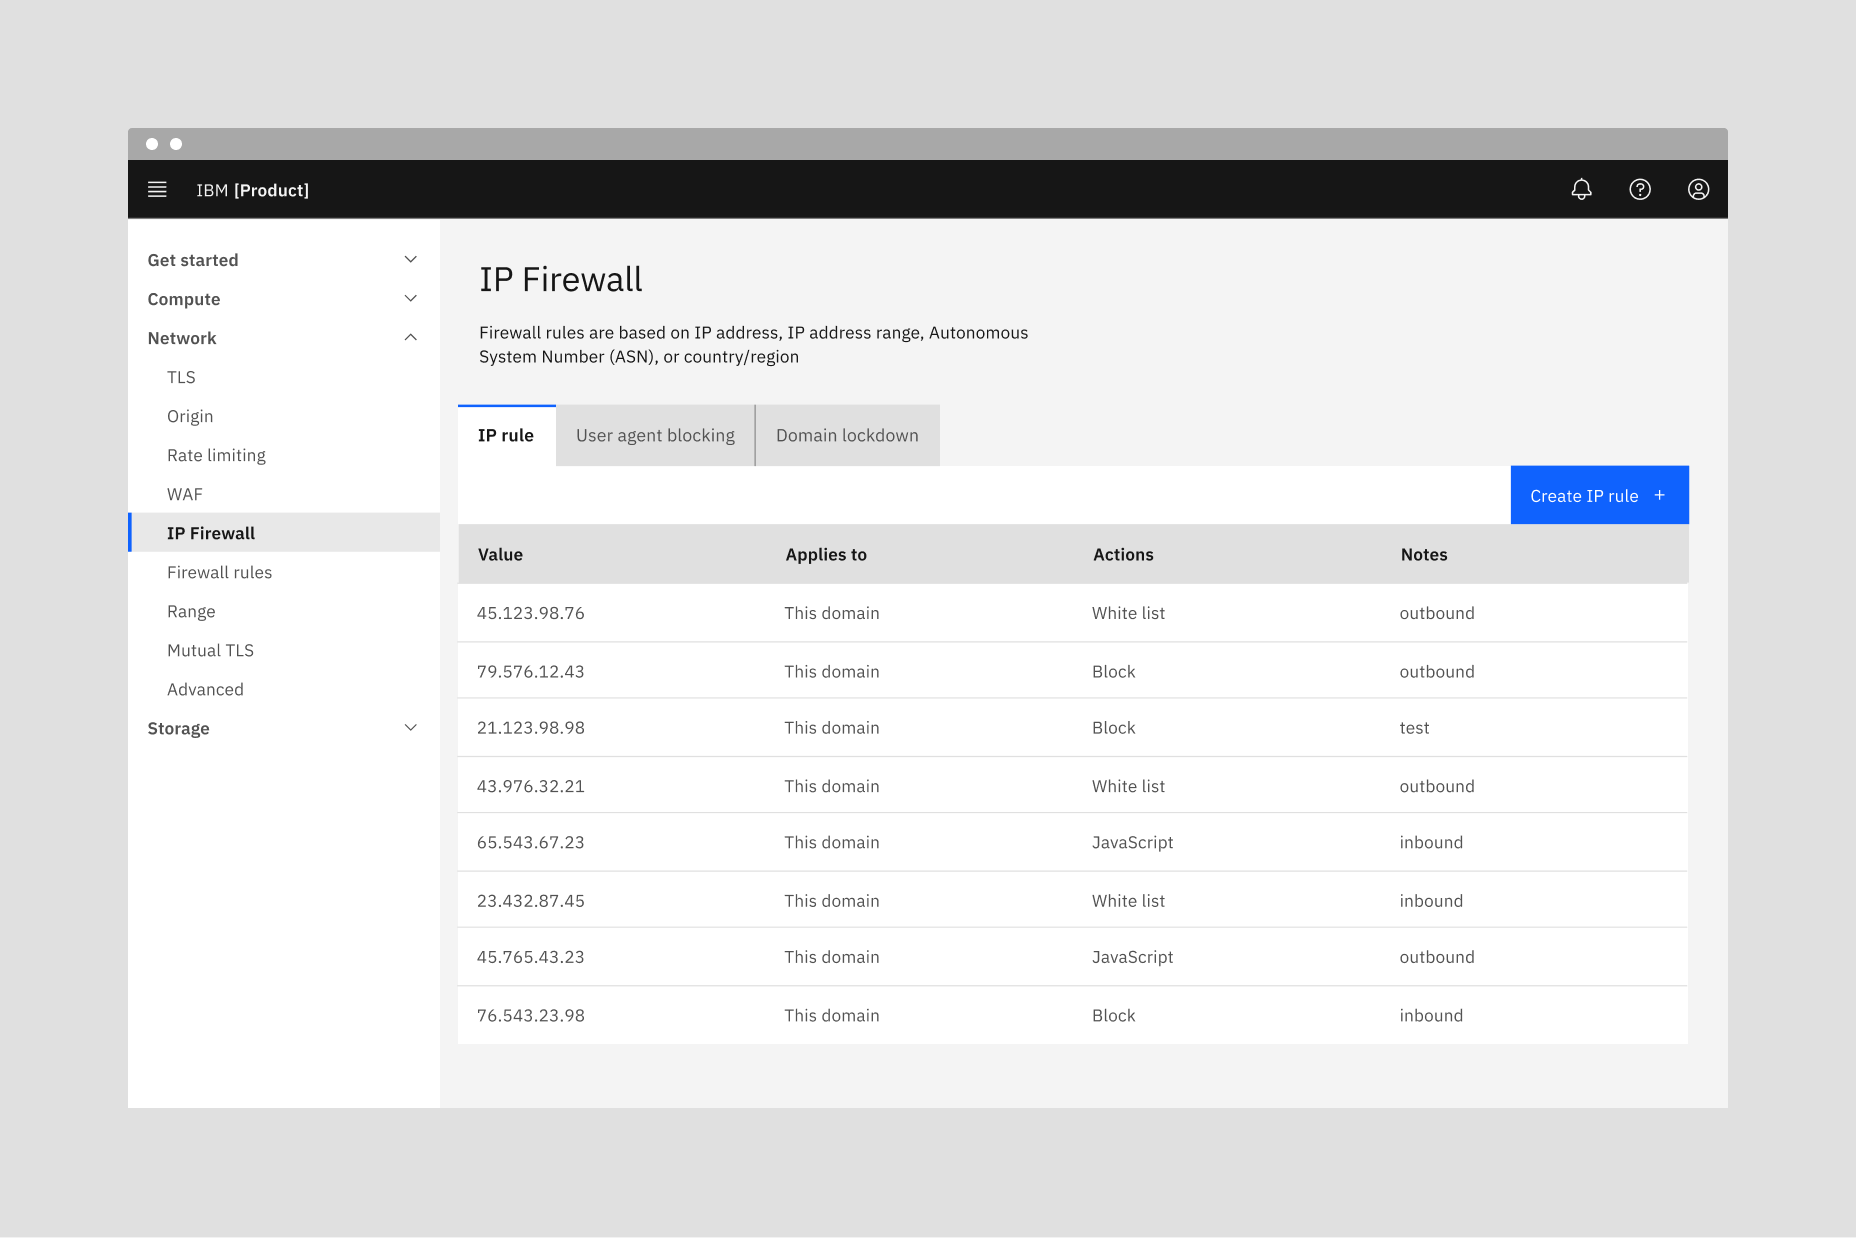 IBM [Product]
Get started
Compute
Network
TLS
Origin
Rate limiting
WAF
IP Firewall
Firewall rules
Range
Mutual TLS
Advanced
Storage
IP Firewall
Firewall rules are based on IP address, IP address range, Autonomous
System Number (ASN), or country/region
IP rule User agent blocking Domain lockdown
Create IP rule +
Value Applies to Actions Notes
45.123.98.76 This domain White list outbound
79.576.12.43 This domain Block outbound
21.123.98.98 This domain Block test
43.976.32.21 This domain White list outbound
65.543.67.23 This domain JavaScript inbound
23.432.87.45 This domain White list inbound
45.765.43.23 This domain JavaScript outbound
76.543.23.98 This domain Block inbound